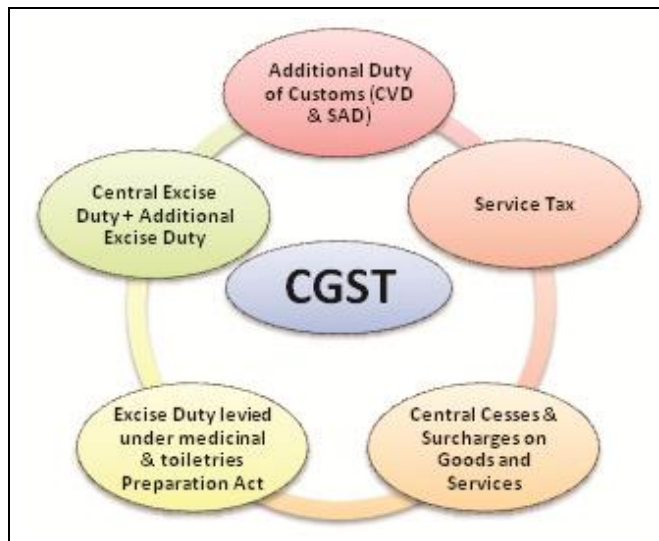 Additional Duty
of Customs (CVD
& SAD)
Service Tax
Central Cesses &
Surcharges on
Goods and
Services
Excise Duty levied
under medicinal
& toiletries
Preparation Act
Central Excise
Duty + Additional
Excise Duty
CGST